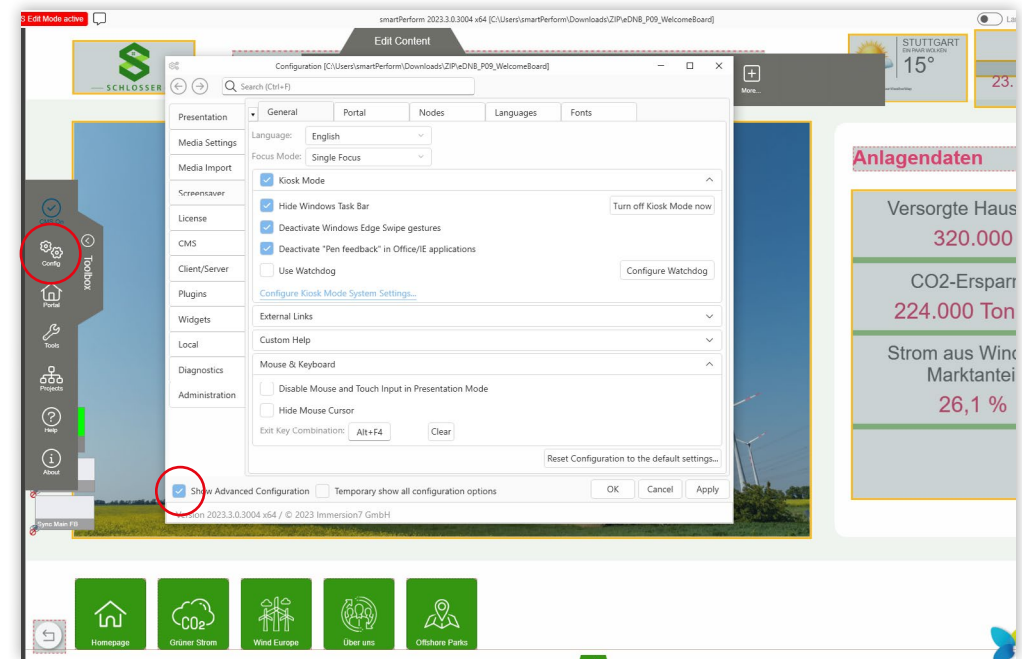 S Edit Mode active
smartPerform 2023.3.0.3004 x64 [C:\Users\smartPerform\Downloads\ZIP\eDNB_P09_WelcomeBoard]
Edit Content
SCHLOSSER
STUTTGART
EIN PAAR WOLKEN
15°
23.
More...
Configuration [C:\Users\smartPerform\Downloads\ZIP\eDNB_P09_WelcomeBoard]
Search (Ctrl+F)
Presentation
Media Settings
Media Import
Screensaver
License
CMS
Client/Server
Plugins
Widgets
Local
Diagnostics
Administration
General Portal Nodes Languages Fonts
Language: English
Focus Mode: Single Focus
Kiosk Mode
Hide Windows Task Bar Turn off Kiosk Mode now
Deactivate Windows Edge Swipe gestures
Deactivate "Pen feedback" in Office/IE applications
Use Watchdog Configure Watchdog
Configure Kiosk Mode System Settings...
External Links
Custom Help
Mouse & Keyboard
Disable Mouse and Touch Input in Presentation Mode
Hide Mouse Cursor
Exit Key Combination: Alt+F4 Clear
Reset Configuration to the default settings...
Show Advanced Configuration Temporary show all configuration options OK Cancel Apply
Version 2023.3.0.3004 x64 / © 2023 Immersion7 GmbH
Toolbox
Config
Portal
Tools
Projects
Help
About
Sync Main FB
Anlagendaten
Versorgte Haus
320.000
CO2-Ersparn
224.000 Ton
Strom aus Wind
Marktantei
26,1 %
CO2
Homepage
Grüner Strom
Wind Europe
Über uns
Offshore Parks